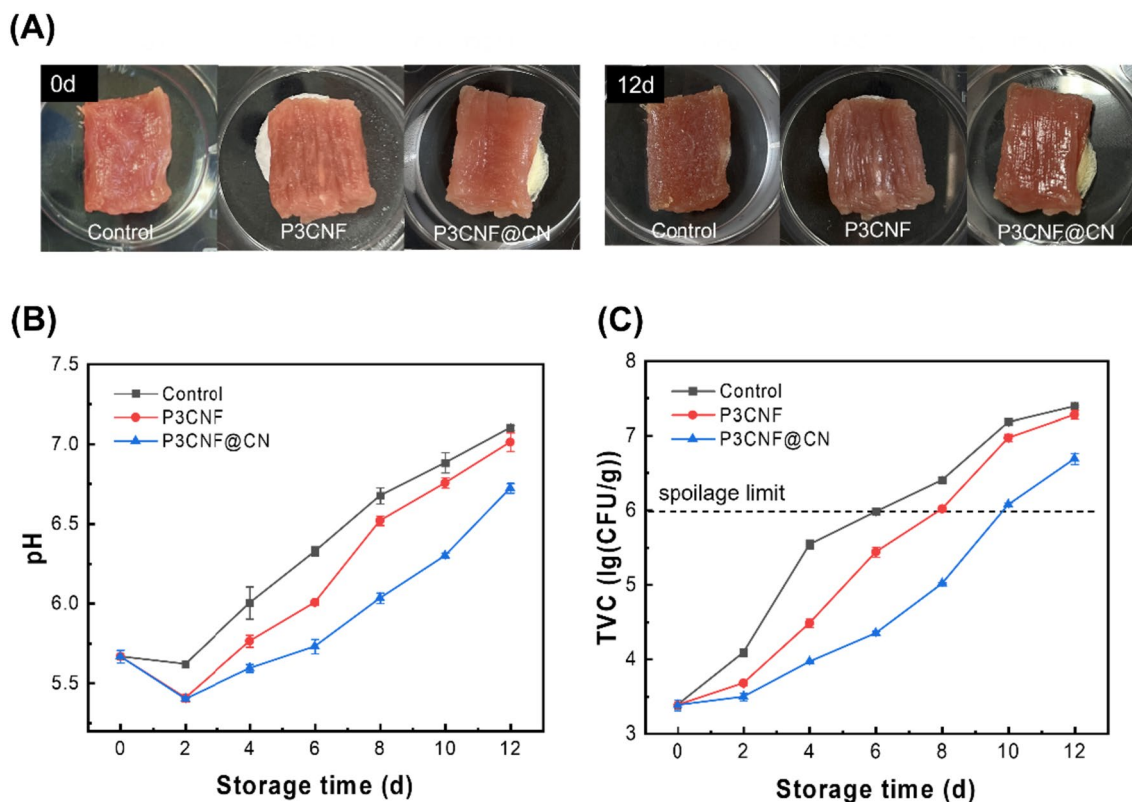 (A)
0d
Control
P3CNF
P3CNF@CN
12d
Control
P3CNF
P3CNF@CN
(B)
7.5
7.0
6.5
6.0
5.5
pH
Control
P3CNF
P3CNF@CN
0 2 4 6 8 10 12
Storage time (d)
(C)
8
7
6
5
4
3
TVC (lg(CFU/g))
Control
P3CNF
P3CNF@CN
spoilage limit
0 2 4 6 8 10 12
Storage time (d)